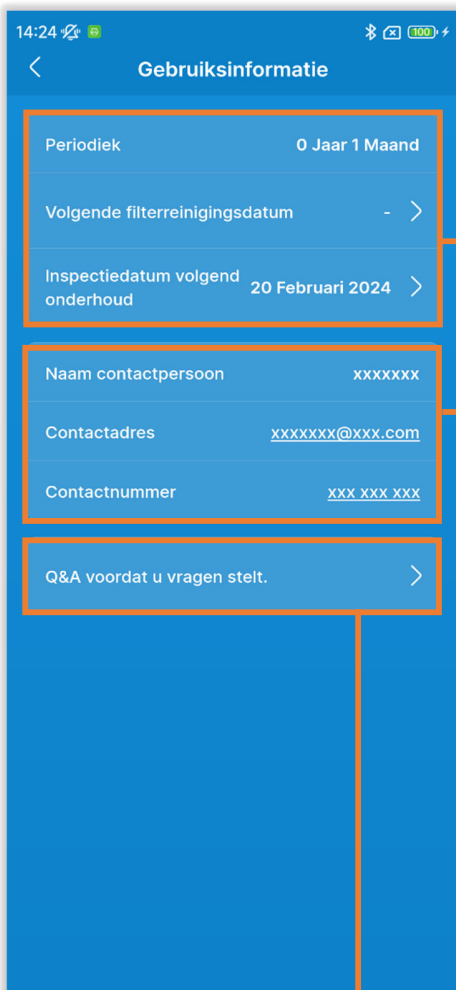 14:24
100
Gebruiksinformatie
Periodiek 0 Jaar 1 Maand
Volgende filterreinigingsdatum -
Inspectiedatum volgend
onderhoud 20 Februari 2024
Naam contactpersoon xxxxxxx
Contactadres xxxxxxx@xxx.com
Contactnummer xxx xxx xxx
Q&A voordat u vragen stelt.